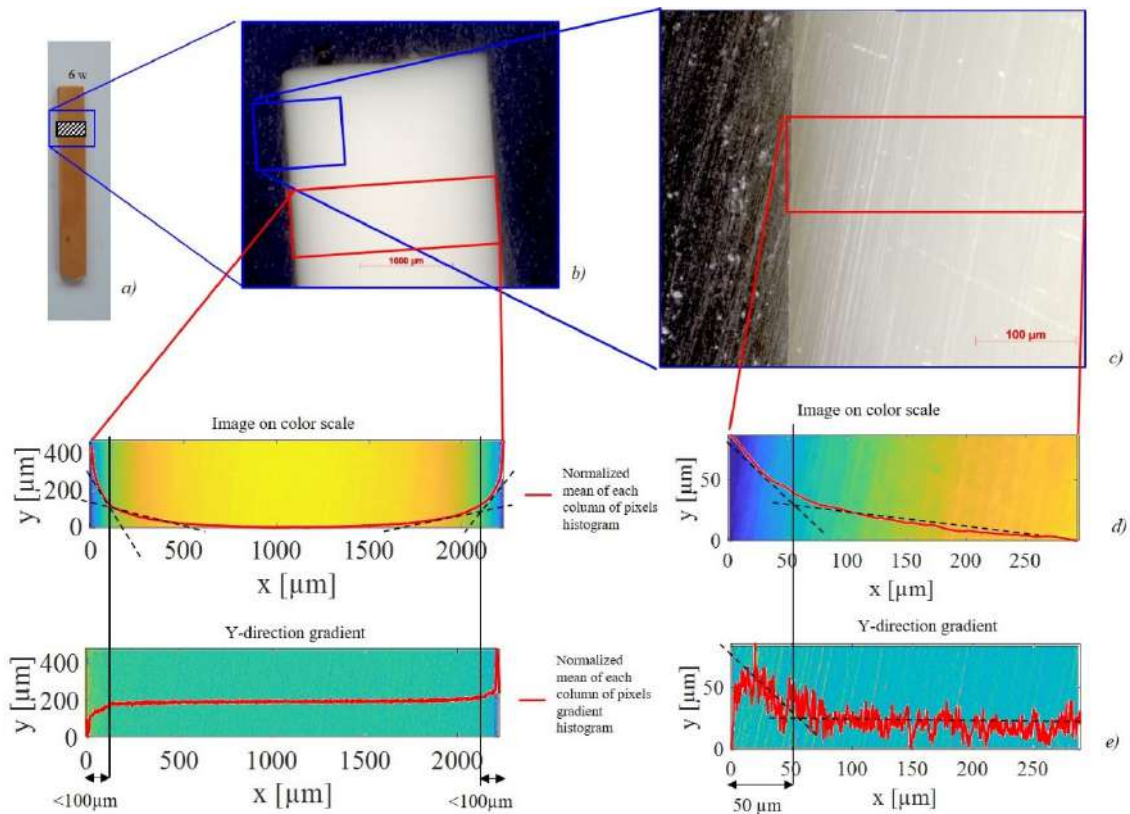 6 w
a)
1000 µm
b)
100 µm
c)
Image on color scale
400
200
0
y [µm]
0 500 1000 1500 2000
x [µm]
Normalized
mean of each
column of pixels
histogram
Image on color scale
50
0
y [µm]
0 50 100 150 200 250
x [µm]
d)
Y-direction gradient
400
200
0
y [µm]
0 500 1000 1500 2000
<100µm
x [µm]
<100µm
Normalized
mean of each
column of pixels
gradient
histogram
Y-direction gradient
50
0
y [µm]
0 50 100 150 200 250
50 µm
x [µm]
e)